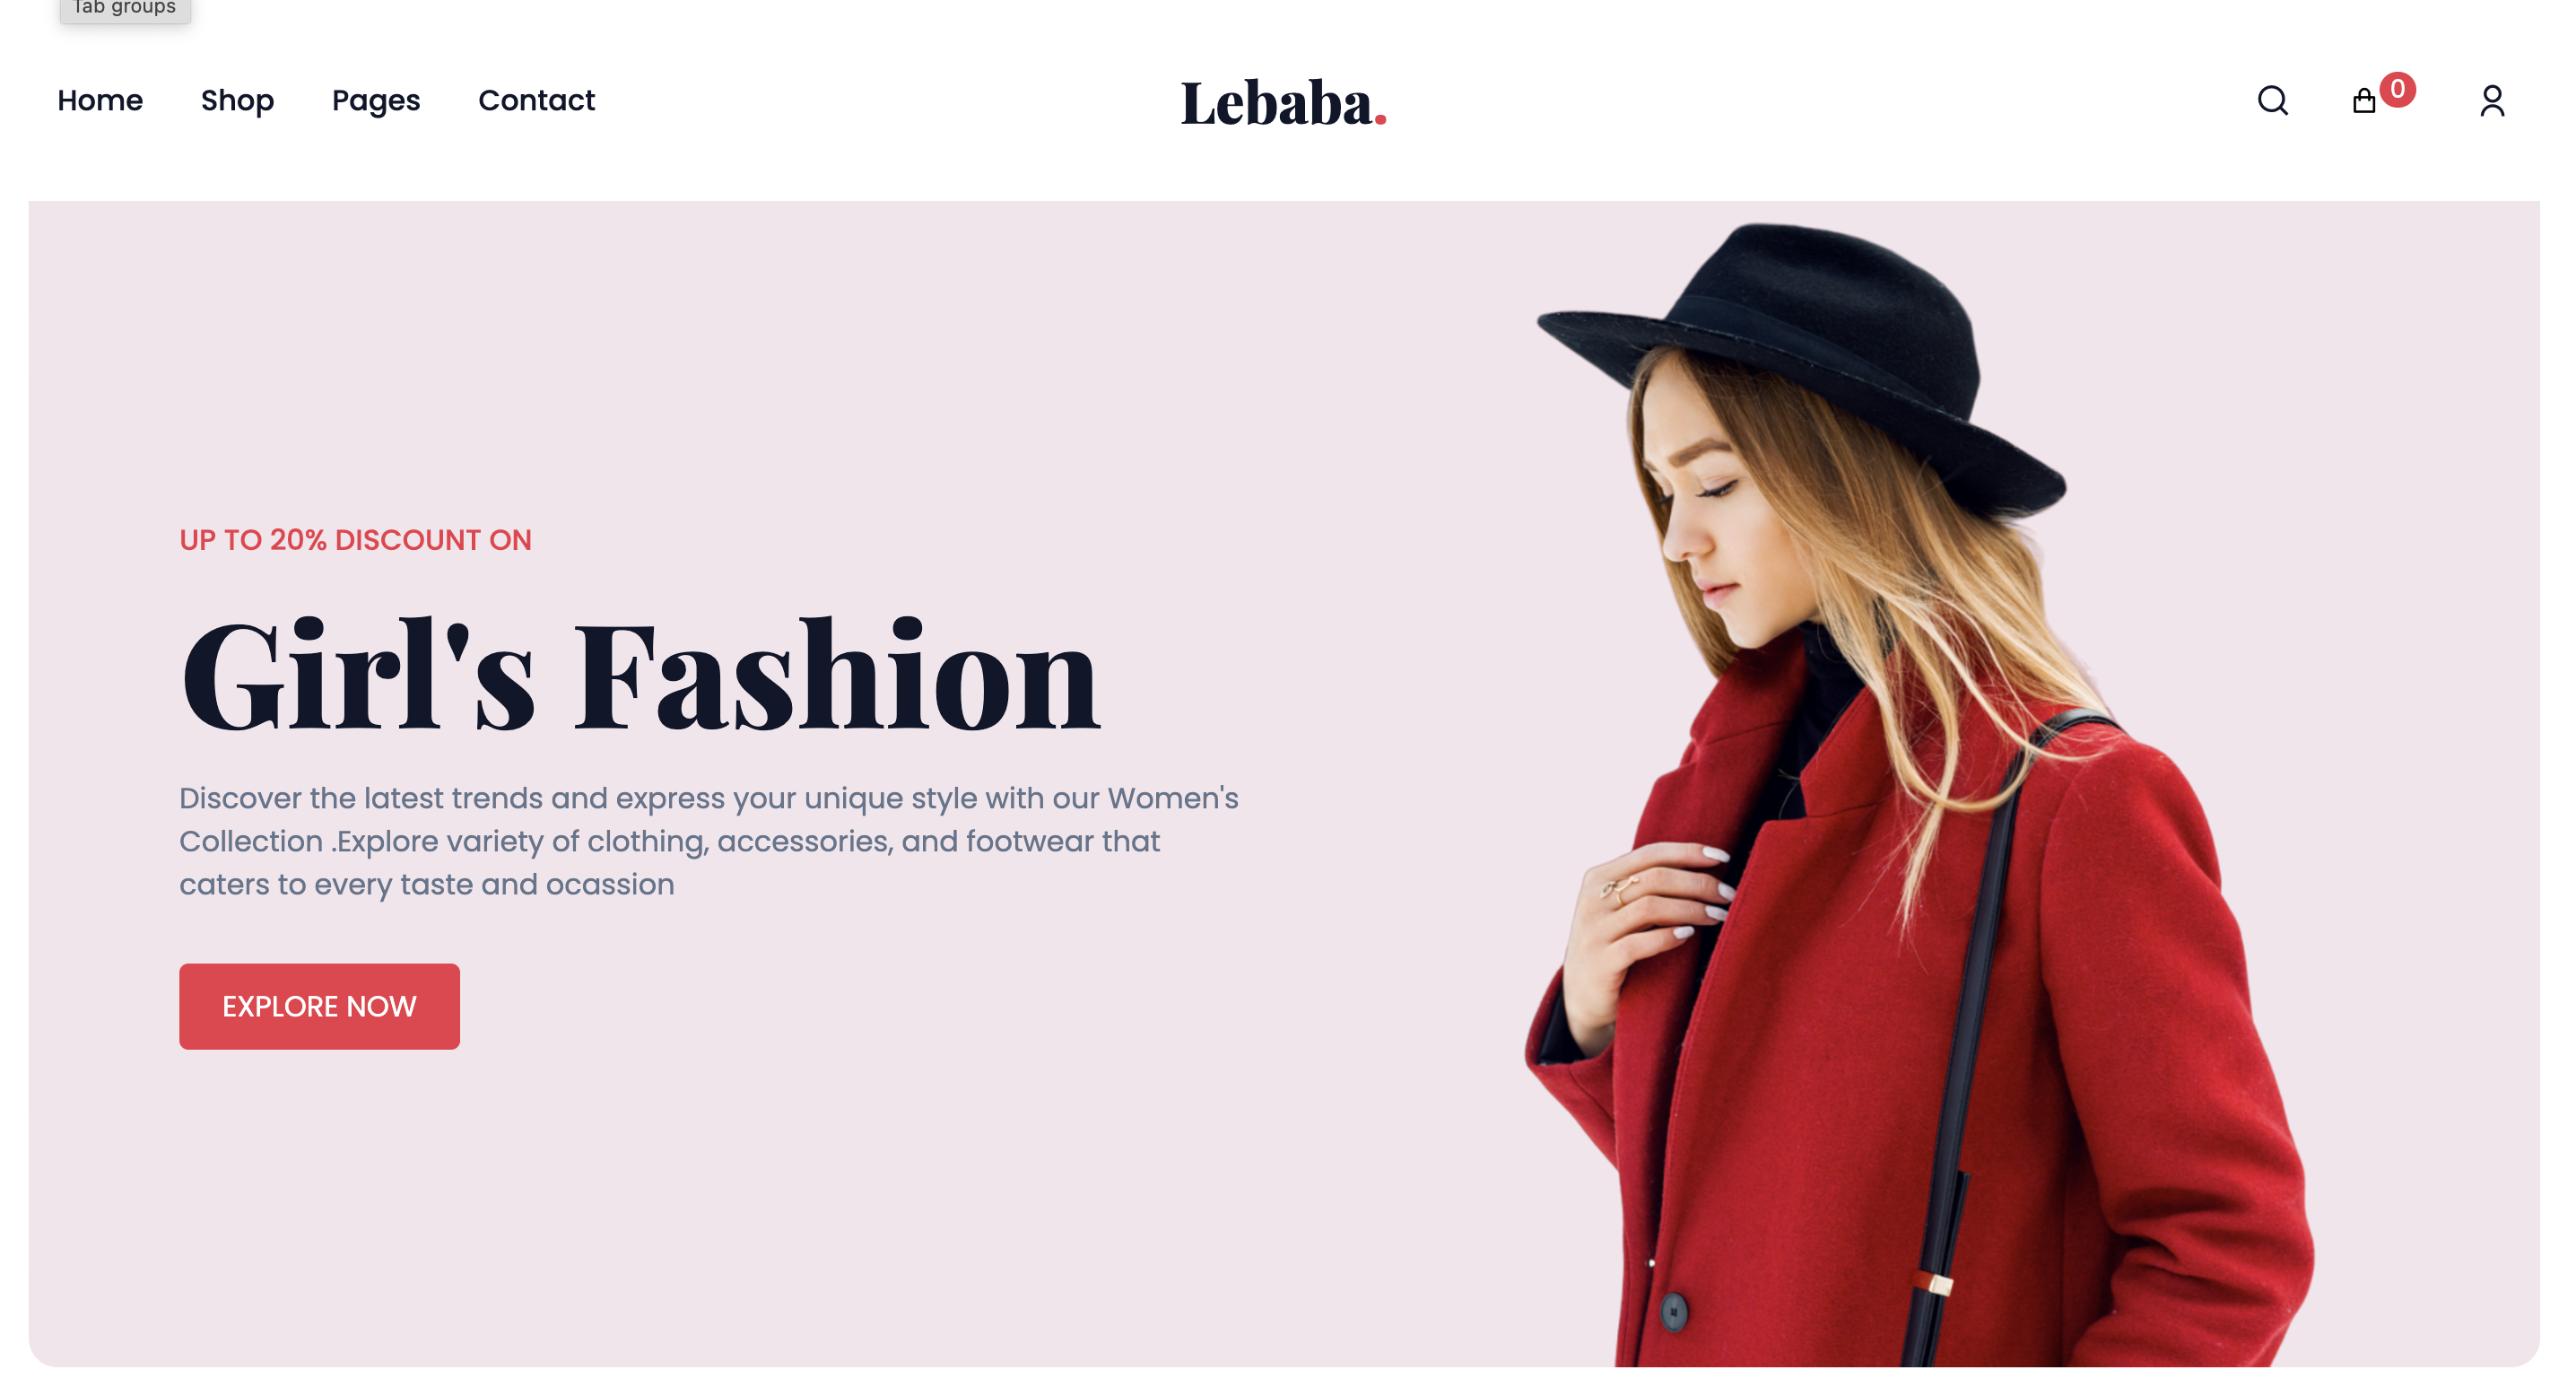 Tab groups
Home Shop Pages Contact Lebaba. 0
UP TO 20% DISCOUNT ON
Girl's Fashion
Discover the latest trends and express your unique style with our Women's
Collection .Explore variety of clothing, accessories, and footwear that
caters to every taste and ocassion
EXPLORE NOW